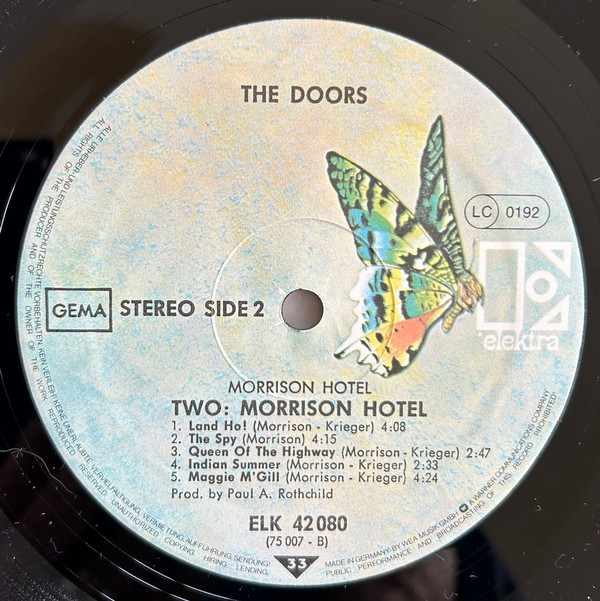 THE DOORS
LC 0192
elektra
GEMA
STEREO SIDE 2
MORRISON HOTEL
TWO: MORRISON HOTEL
1. Land Ho! (Morrison - Krieger) 4:08
2. The Spy (Morrison) 4:15
3. Queen Of The Highway (Morrison - Krieger) 2:47
4. Indian Summer (Morrison - Krieger) 2:33
5. Maggie M'Gill (Morrison - Krieger) 4:24
Prod. by Paul A. Rothchild
ELK 42 080
(75 007 - B)
33
ALLE URHEBER- UND LEISTUNGSSCHUTZRECHTE VORBEHALTEN. KEIN VERLEIH! KEINE UNERLAUBTE VERVIELFÄLTIGUNG, VERMIETUNG, AUFFÜHRUNG, SENDUNG!
ALL RIGHTS OF THE PRODUCER AND OF THE OWNER OF THE WORK REPRODUCED RESERVED. UNAUTHORIZED COPYING, HIRING, LENDING,
PUBLIC PERFORMANCE AND BROADCASTING OF THIS RECORD PROHIBITED!
MADE IN GERMANY BY WEA MUSIK GMBH A WARNER COMMUNICATIONS COMPANY